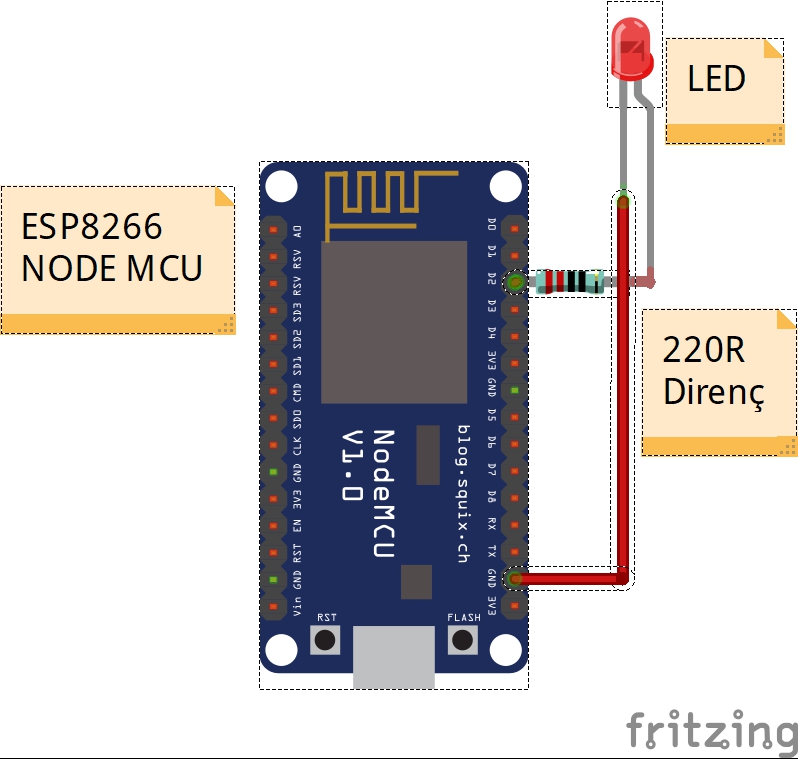 LED
ESP8266
NODE MCU
220R
Direnç
A0
RSV
RSV
SD3
SD2
SD1
CMD
SD0
CLK
GND
3V3
EN
RST
GND
Vin
D0
D1
D2
D3
D4
3V3
GND
D5
D6
D7
D8
RX
TX
GND
3V3
NodeMCU
V1.0
blog.squix.ch
RST
FLASH
fritzing